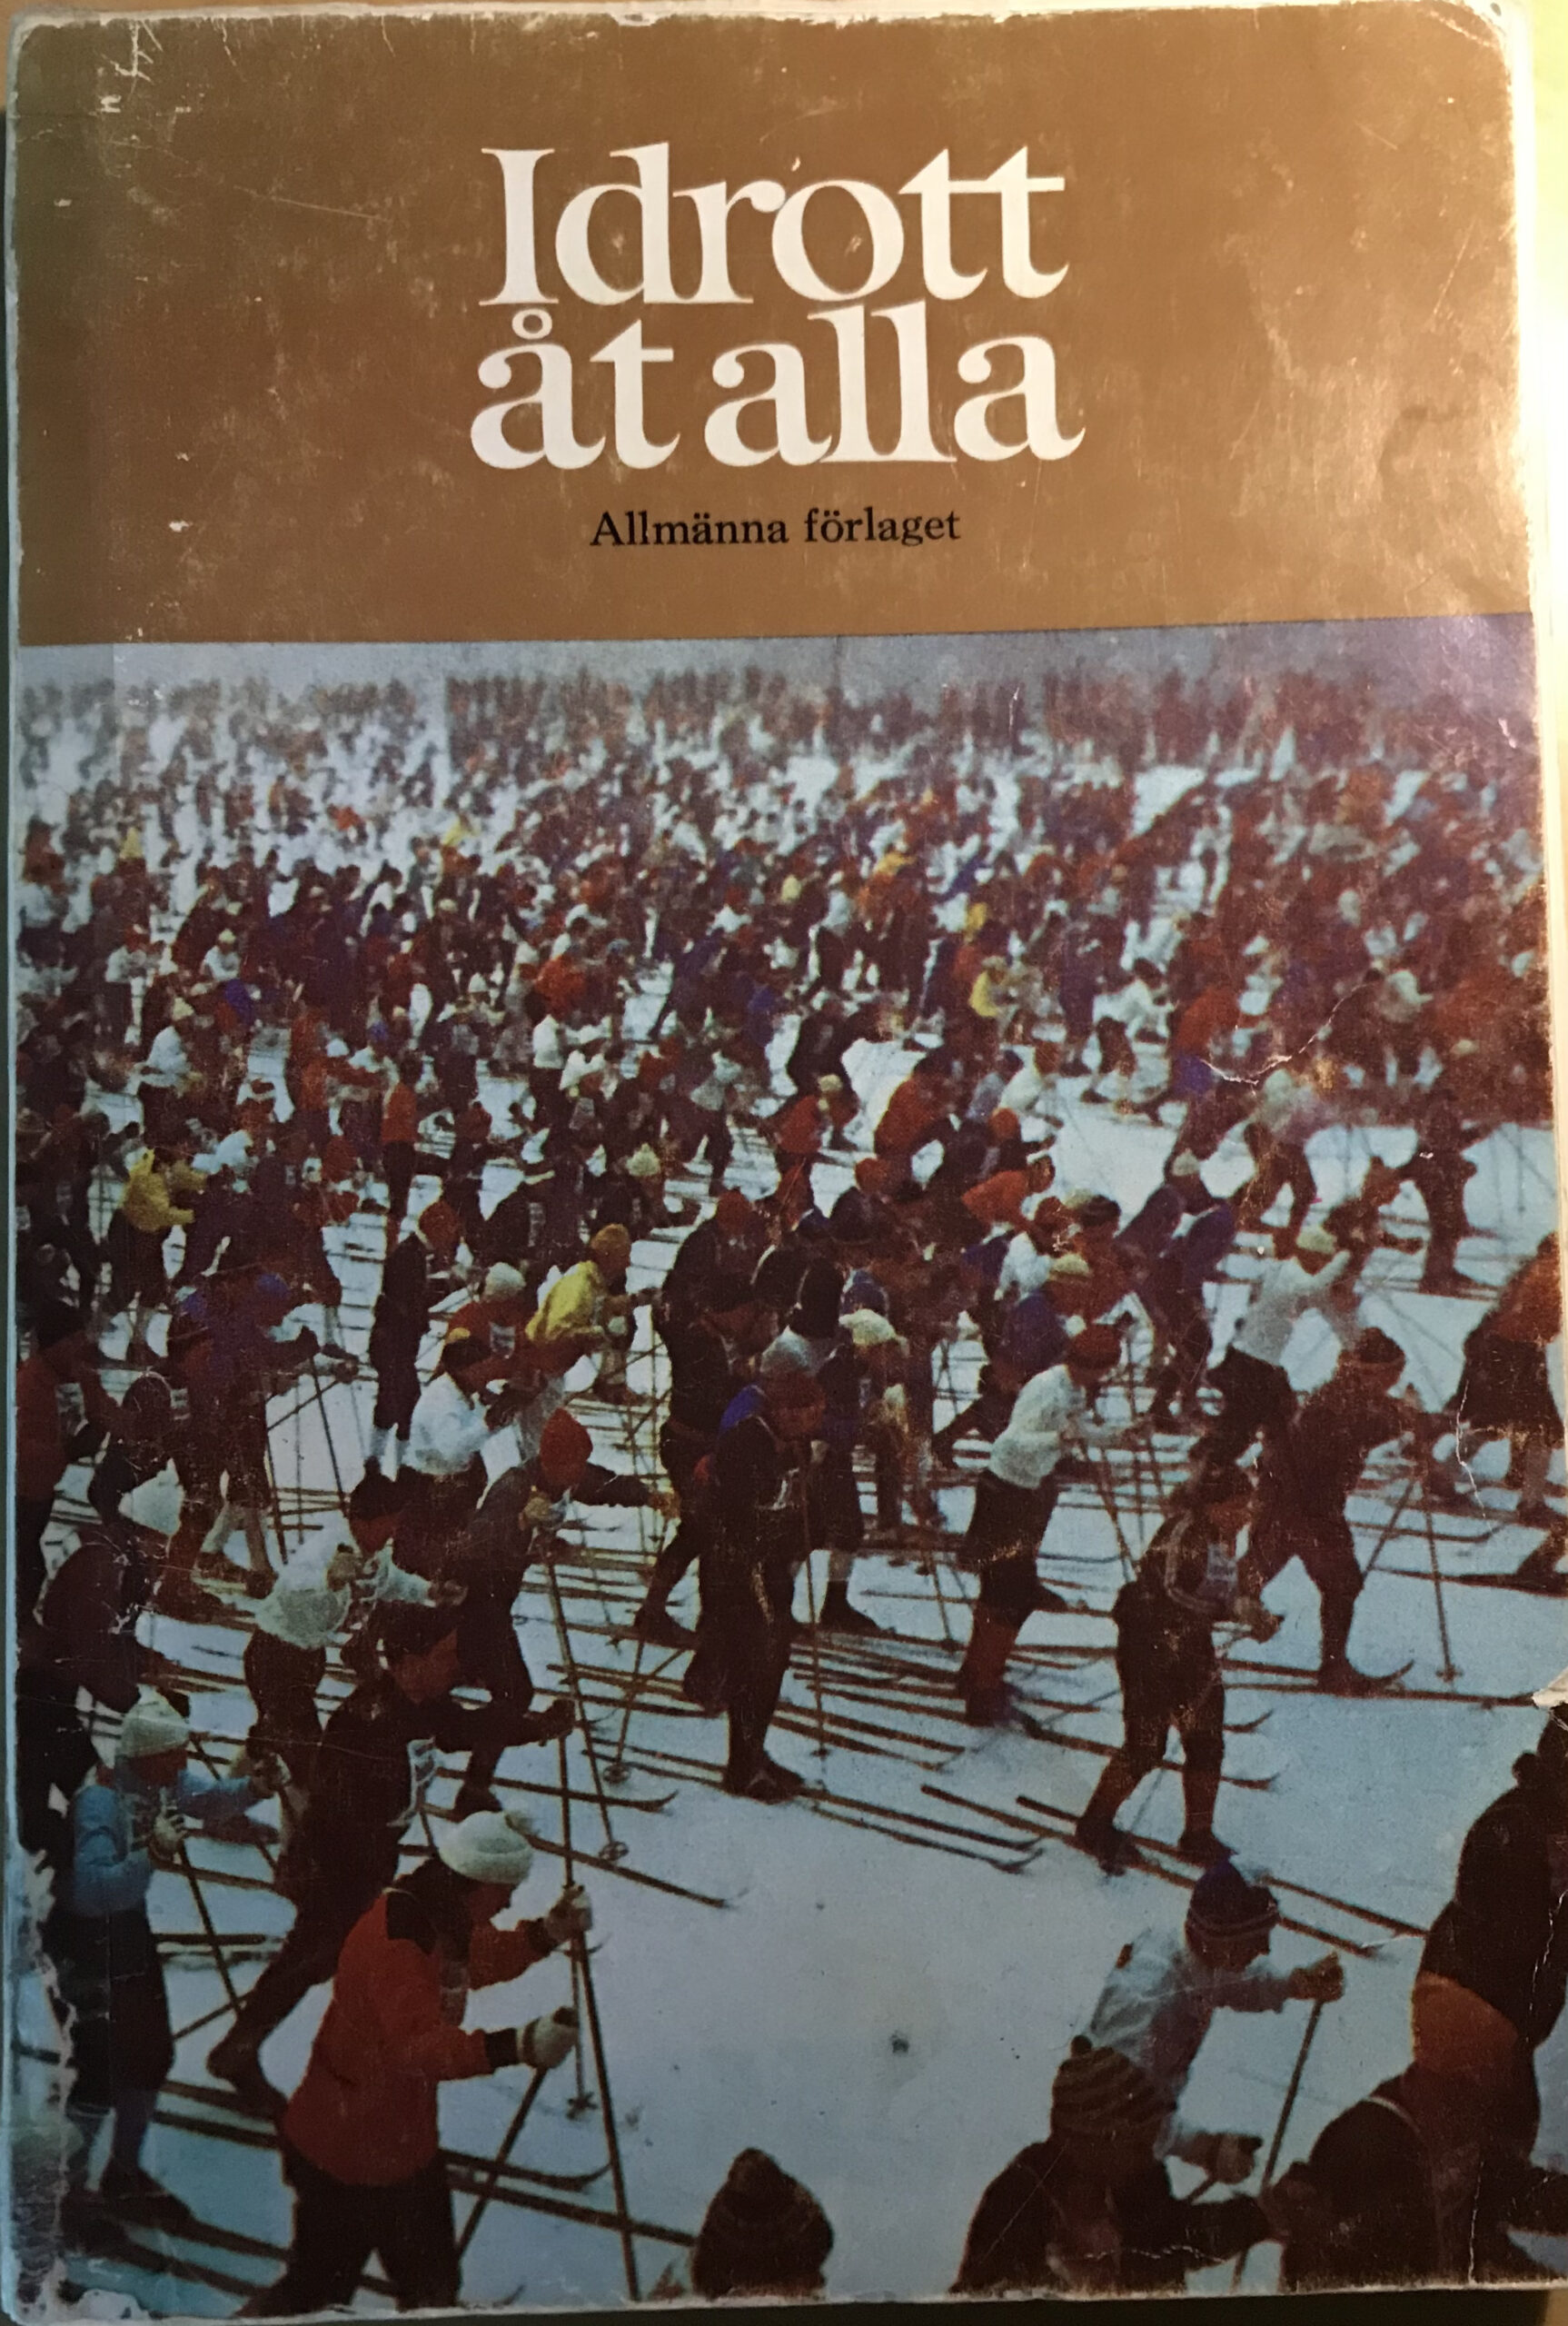 Idrott
åt alla
Allmänna förlaget